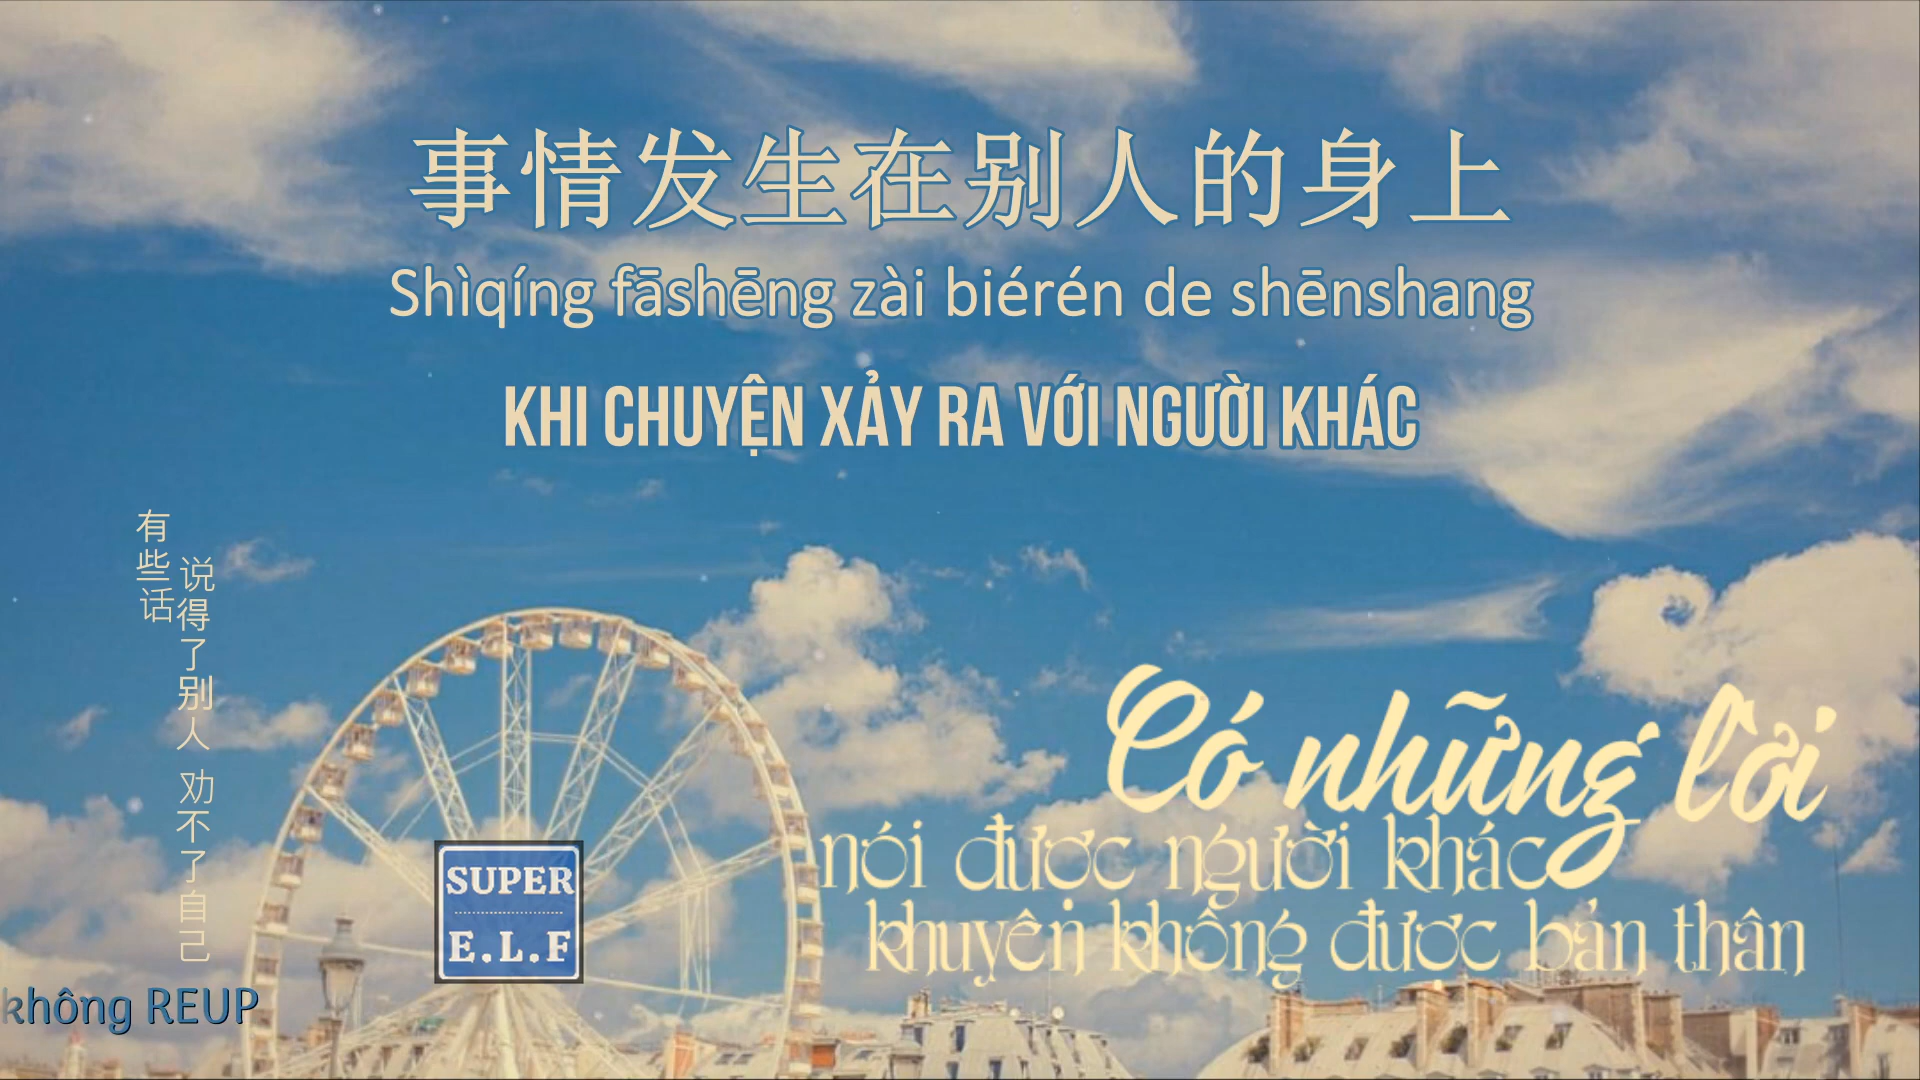 事情发生在别人的身上
Shìqíng fāshēng zài biérén de shēnshang
KHI CHUYỆN XẢY RA VỚI NGƯỜI KHÁC
有些话
说得了别人 劝不了自己
Có những lời
nói được người khác
khuyên không được bản thân
SUPER
E.L.F
không REUP